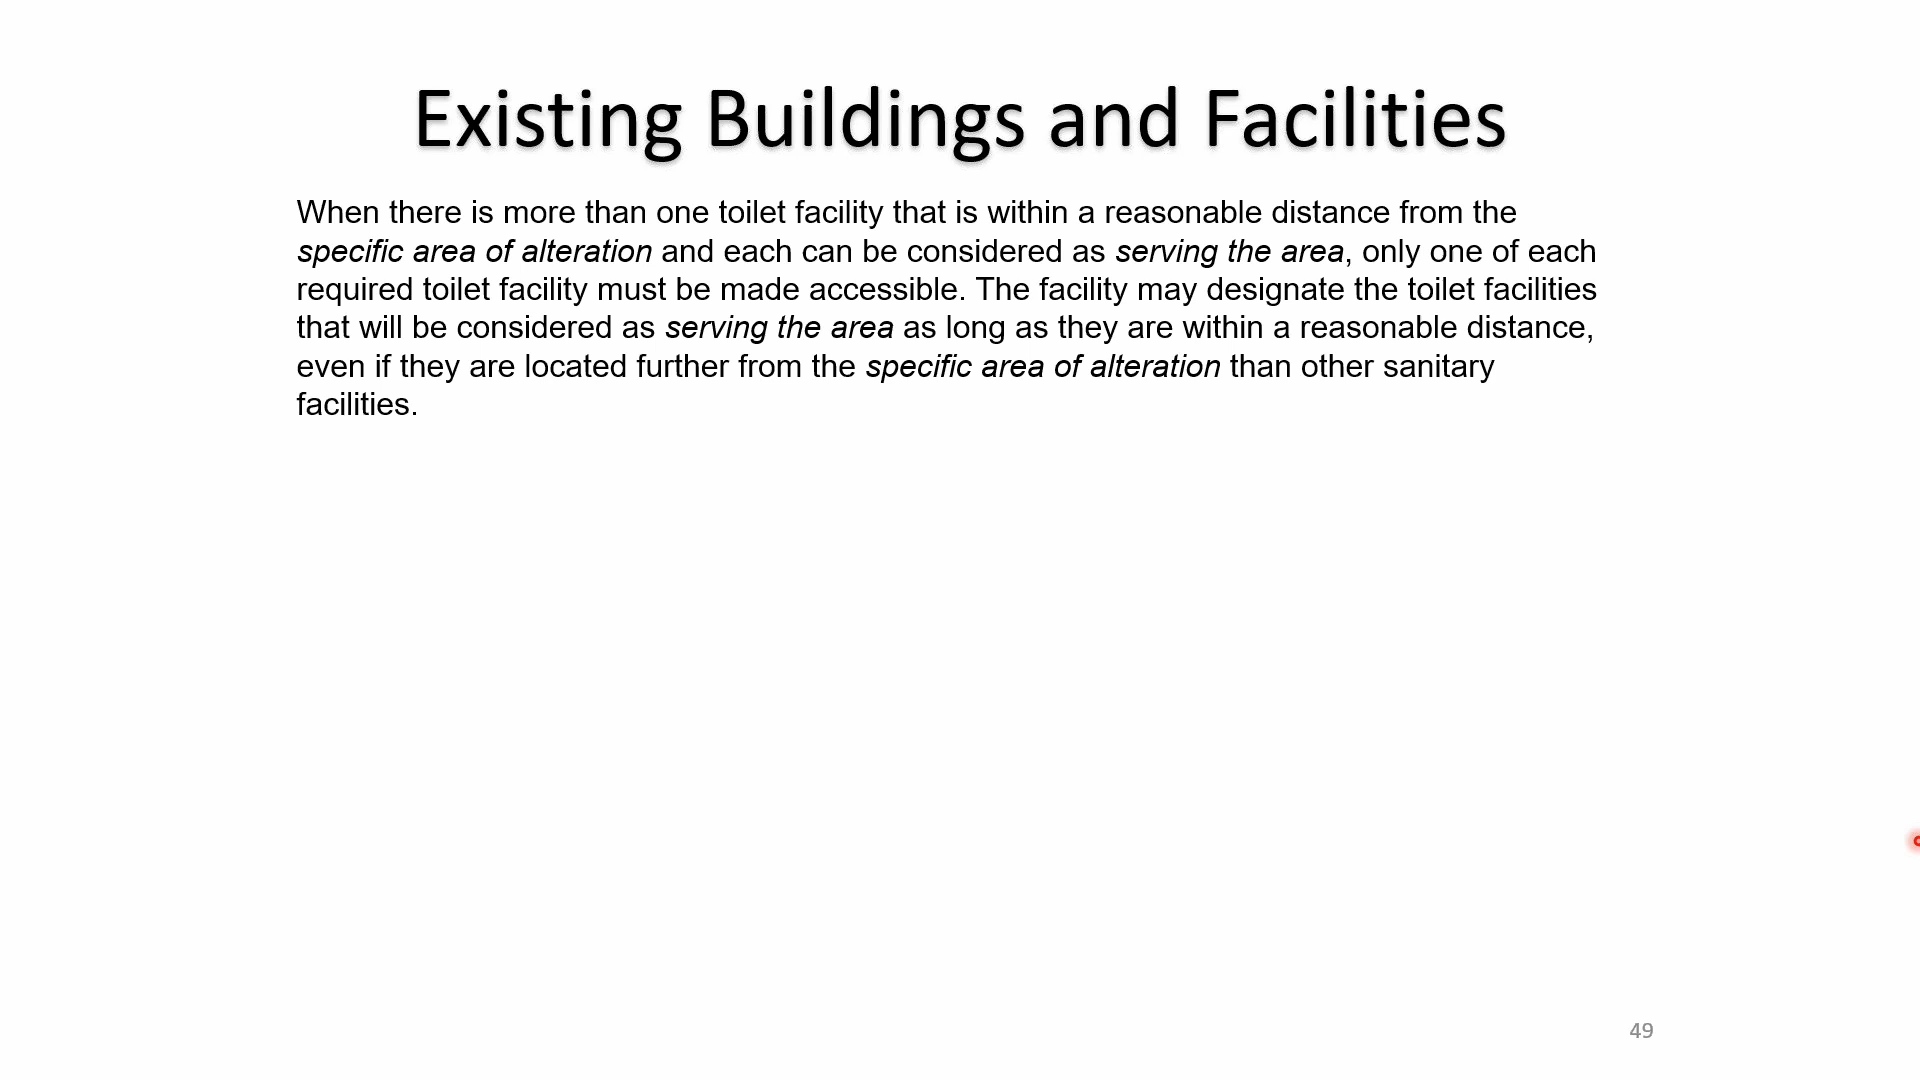 Existing Buildings and Facilities
When there is more than one toilet facility that is within a reasonable distance from the
specific area of alteration and each can be considered as serving the area, only one of each
required toilet facility must be made accessible. The facility may designate the toilet facilities
that will be considered as serving the area as long as they are within a reasonable distance,
even if they are located further from the specific area of alteration than other sanitary
facilities.
49